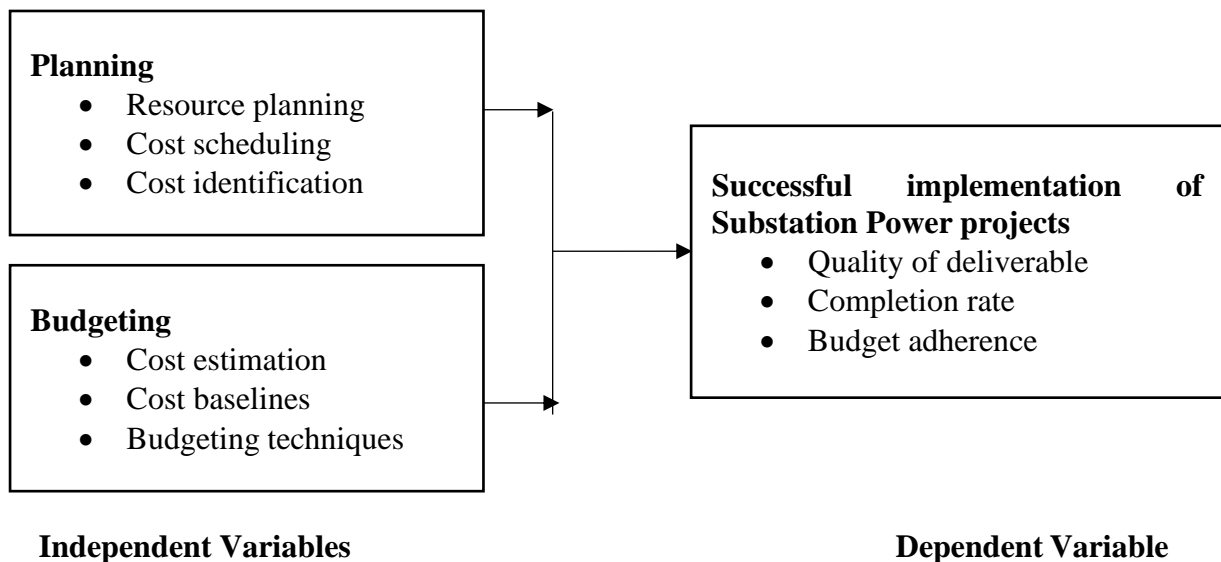 Planning
• Resource planning
• Cost scheduling
• Cost identification
Budgeting
• Cost estimation
• Cost baselines
• Budgeting techniques
Successful implementation of
Substation Power projects
• Quality of deliverable
• Completion rate
• Budget adherence
Independent Variables
Dependent Variable